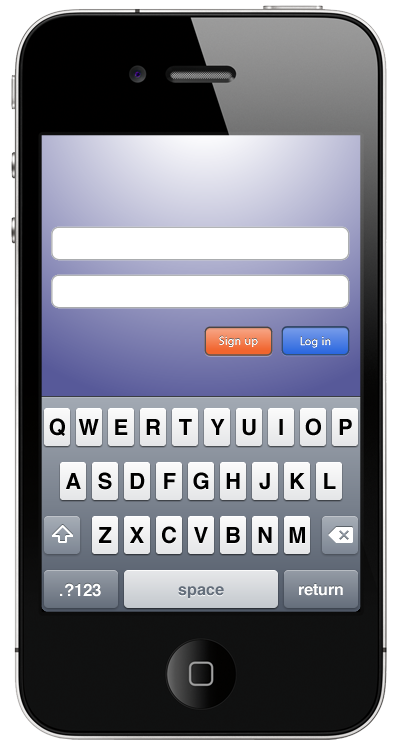 Sign up Log in
Q W E R T Y U I O P
A S D F G H J K L
Z X C V B N M
.?123 space return